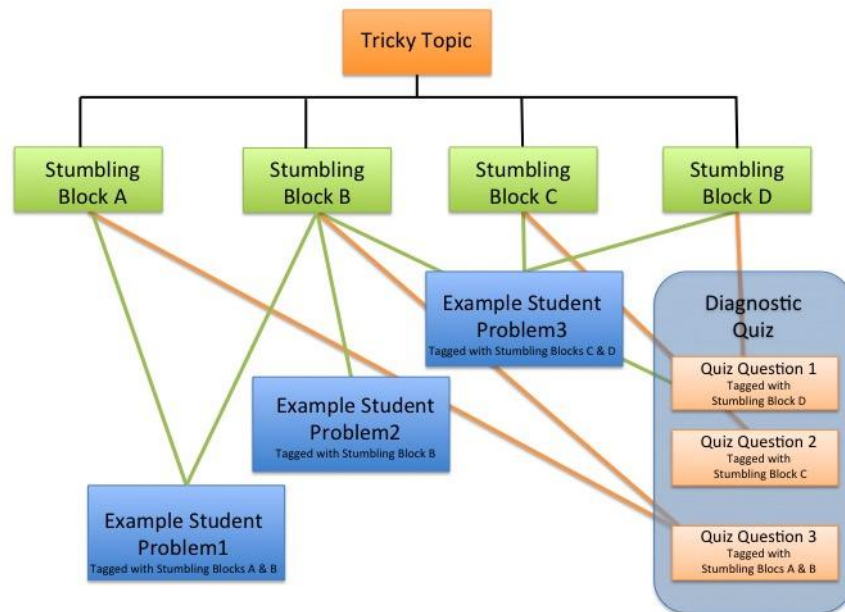 Tricky Topic
Stumbling
Block A
Stumbling
Block B
Stumbling
Block C
Stumbling
Block D
Example Student
Problem3
Tagged with Stumbling Blocks C & D
Diagnostic
Quiz
Quiz Question 1
Tagged with
Stumbling Block D
Example Student
Problem2
Tagged with Stumbling Block B
Quiz Question 2
Tagged with
Stumbling Block C
Example Student
Problem1
Tagged with Stumbling Blocks A & B
Quiz Question 3
Tagged with
Stumbling Blocs A & B